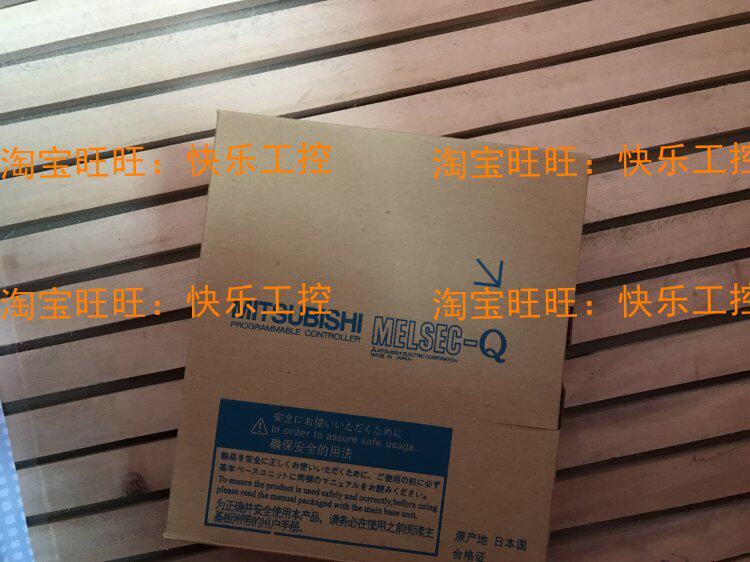 淘宝旺旺：快乐工控
淘宝旺旺：快乐工控
淘宝旺旺：快乐工控
淘宝旺旺：快乐工控
MITSUBISHI
PROGRAMMABLE CONTROLLER
MELSEC-Q
MITSUBISHI ELECTRIC CORPORATION
MADE IN JAPAN
安全にお使いいただくために
In order to assure safe usage.
确保安全的用法
製品を安全に正しくお使いいただくために、ご使用の前に必ず
基本ベースユニットに同梱のマニュアルをお読みください。
To ensure the product is used safely and correctly,before using
please read the manual packaged with the main base unit.
为正确并安全使用本产品，请务必在使用之前阅读主
基板附带的用户手册.
原产地 日本国
合格证